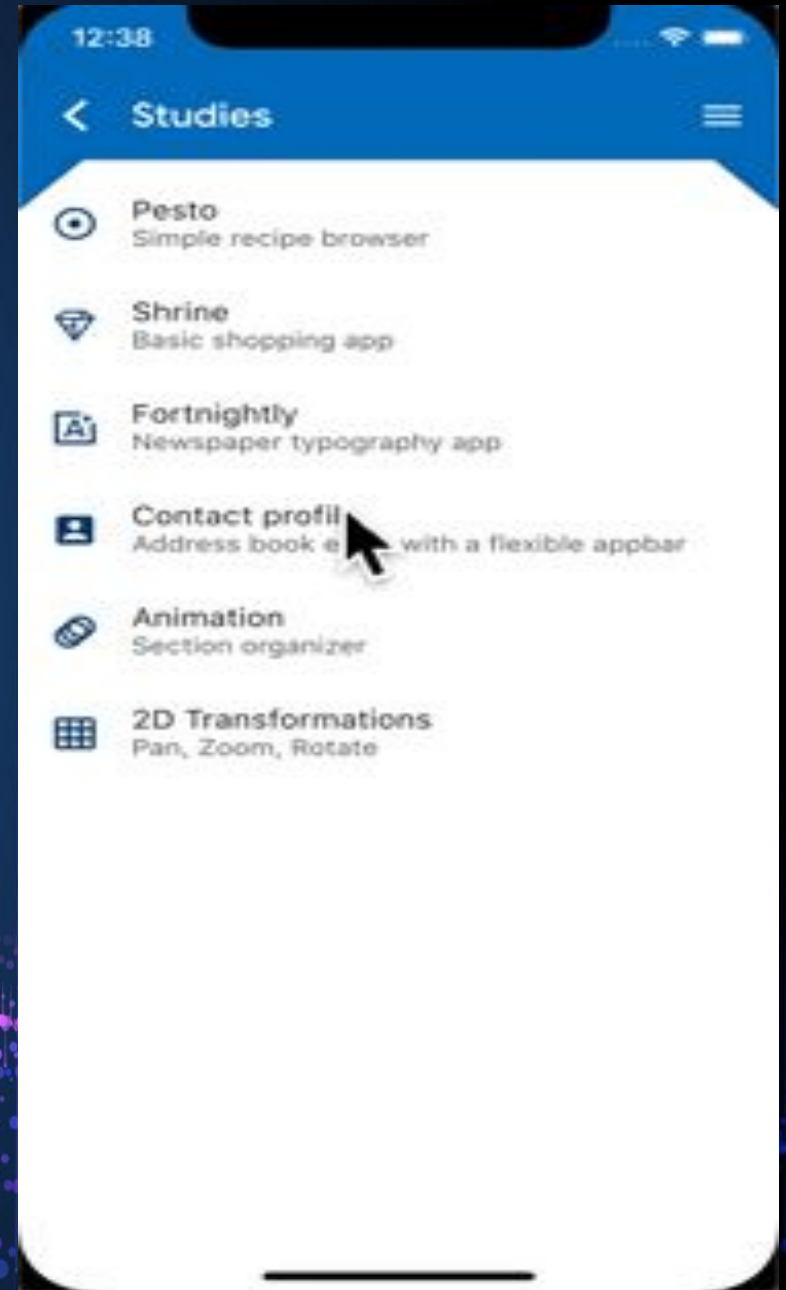 12:38
Studies
Pesto
Simple recipe browser
Shrine
Basic shopping app
Fortnightly
Newspaper typography app
Contact profil
Address book e with a flexible appbar
Animation
Section organizer
2D Transformations
Pan, Zoom, Rotate